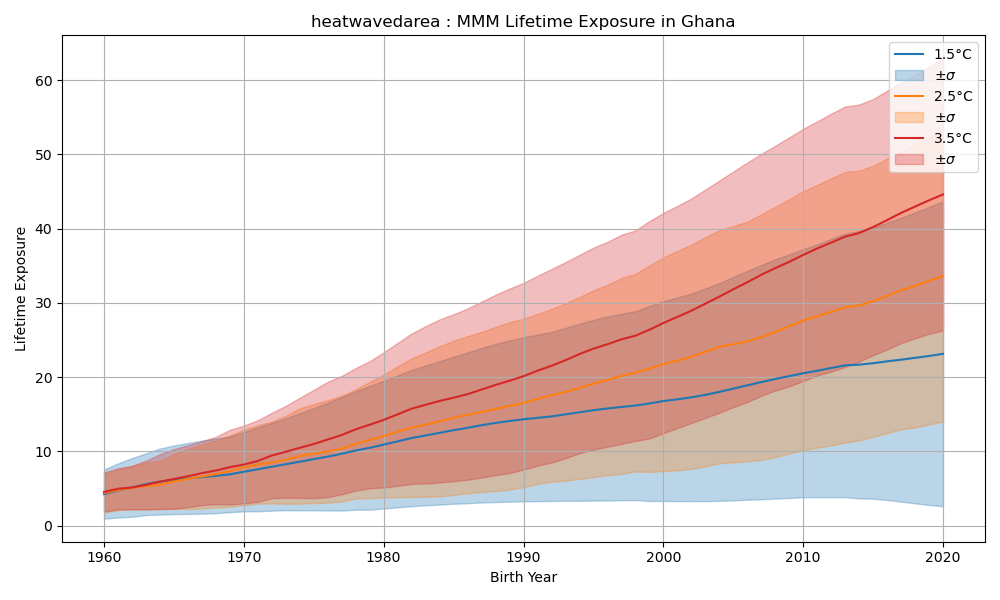 heatwavedarea : MMM Lifetime Exposure in Ghana
1.5°C
±σ
2.5°C
±σ
3.5°C
±σ
Lifetime Exposure
60
50
40
30
20
10
0
1960
1970
1980
1990
2000
2010
2020
Birth Year